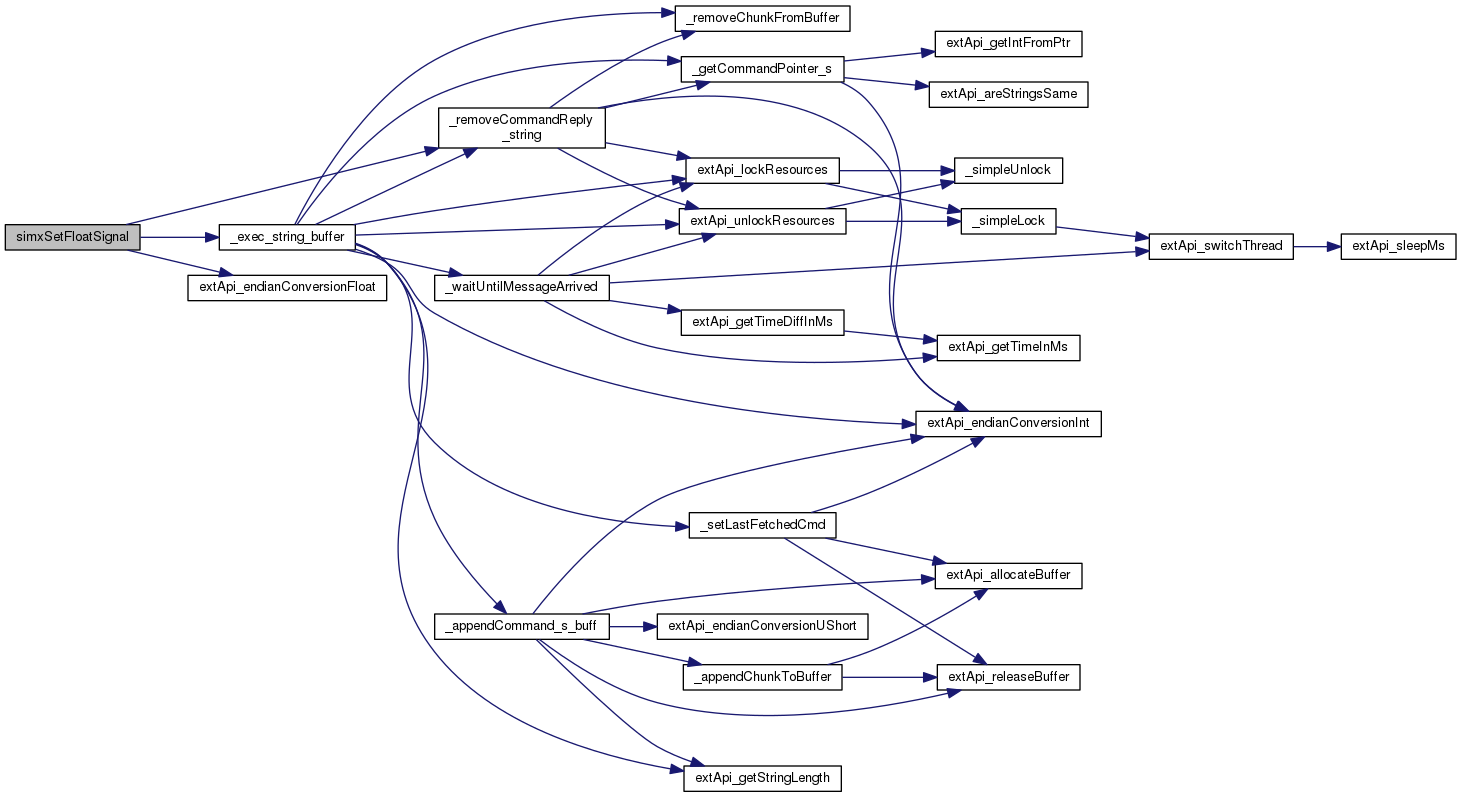 _removeChunkFromBuffer
extApi_getIntFromPtr
_getCommandPointer_s
extApi_areStringsSame
_removeCommandReply
_string
extApi_lockResources
_simpleUnlock
extApi_unlockResources
_simpleLock
simxSetFloatSignal
_exec_string_buffer
extApi_switchThread
extApi_sleepMs
extApi_endianConversionFloat
_waitUntilMessageArrived
extApi_getTimeDiffInMs
extApi_getTimeInMs
extApi_endianConversionInt
_setLastFetchedCmd
extApi_allocateBuffer
_appendCommand_s_buff
extApi_endianConversionUShort
_appendChunkToBuffer
extApi_releaseBuffer
extApi_getStringLength